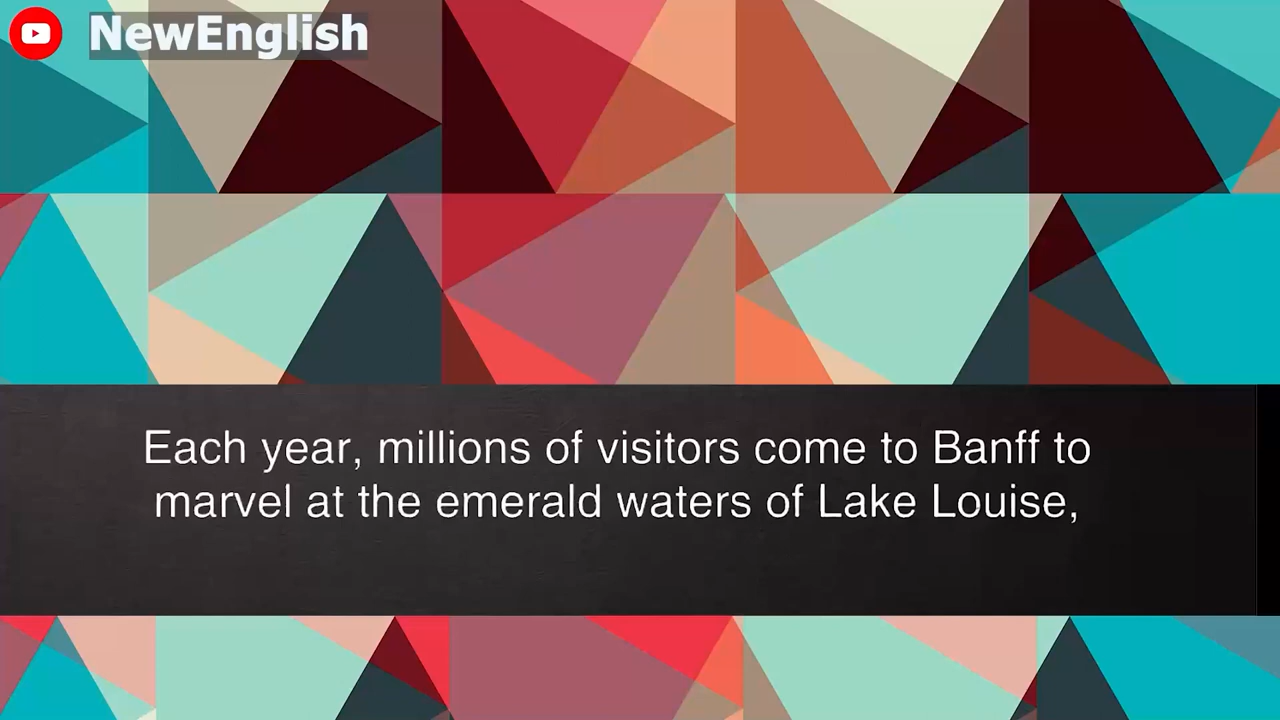 NewEnglish
Each year, millions of visitors come to Banff to
marvel at the emerald waters of Lake Louise,